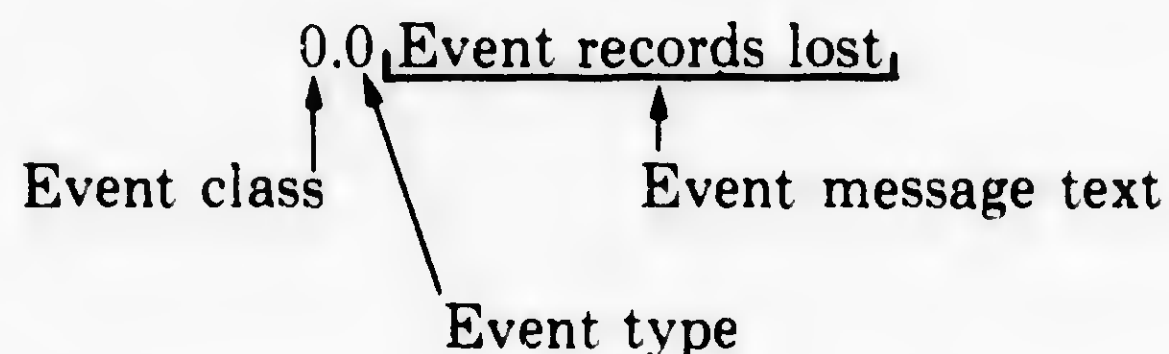 0.0 Event records lost
Event class
Event message text
Event type